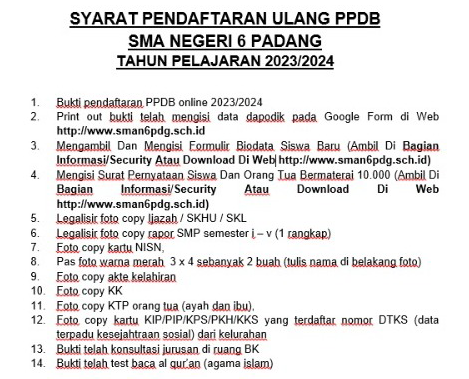 SYARAT PENDAFTARAN ULANG PPDB
SMA NEGERI 6 PADANG
TAHUN PELAJARAN 2023/2024
1. Bukti pendaftaran PPDB online 2023/2024
2. Print out bukti telah mengisi data dapodik pada Google Form di Web
http://www.sman6pdg.sch.id
3. Mengambil Dan Mengisi Formulir Biodata Siswa Baru (Ambil Di Bagian
Informasi/Security Atau Download Di Web http://www.sman6pdg.sch.id)
4. Mengisi Surat Pernyataan Siswa Dan Orang Tua Bermaterai 10.000 (Ambil Di
Bagian Informasi/Security Atau Download Di Web
http://www.sman6pdg.sch.id)
5. Legalisir foto copy Ijazah / SKHU / SKL
6. Legalisir foto copy rapor SMP semester i – v (1 rangkap)
7. Foto copy kartu NISN,
8. Pas foto warna merah 3 x 4 sebanyak 2 buah (tulis nama di belakang foto)
9. Foto copy akte kelahiran
10. Foto copy KK
11. Foto copy KTP orang tua (ayah dan ibu),
12. Foto copy kartu KIP/PIP/KPS/PKH/KKS yang terdaftar nomor DTKS (data
terpadu kesejahtraan sosial) dari kelurahan
13. Bukti telah konsultasi jurusan di ruang BK
14. Bukti telah test baca al qur'an (agama islam)